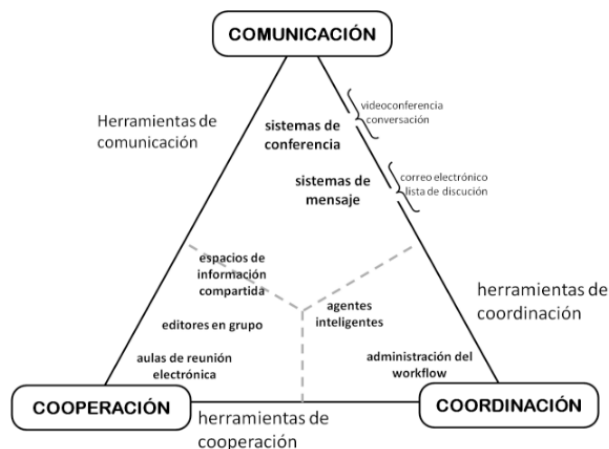 COMUNICACIÓN
Herramientas de
comunicación
videoconferencia
conversación
sistemas de
conferencia
correo electrónico
lista de discución
sistemas de
mensaje
espacios de
información
compartida
agentes
inteligentes
herramientas de
coordinación
editores en grupo
aulas de reunión
electrónica
administración del
workflow
COOPERACIÓN
herramientas de
cooperación
COORDINACIÓN